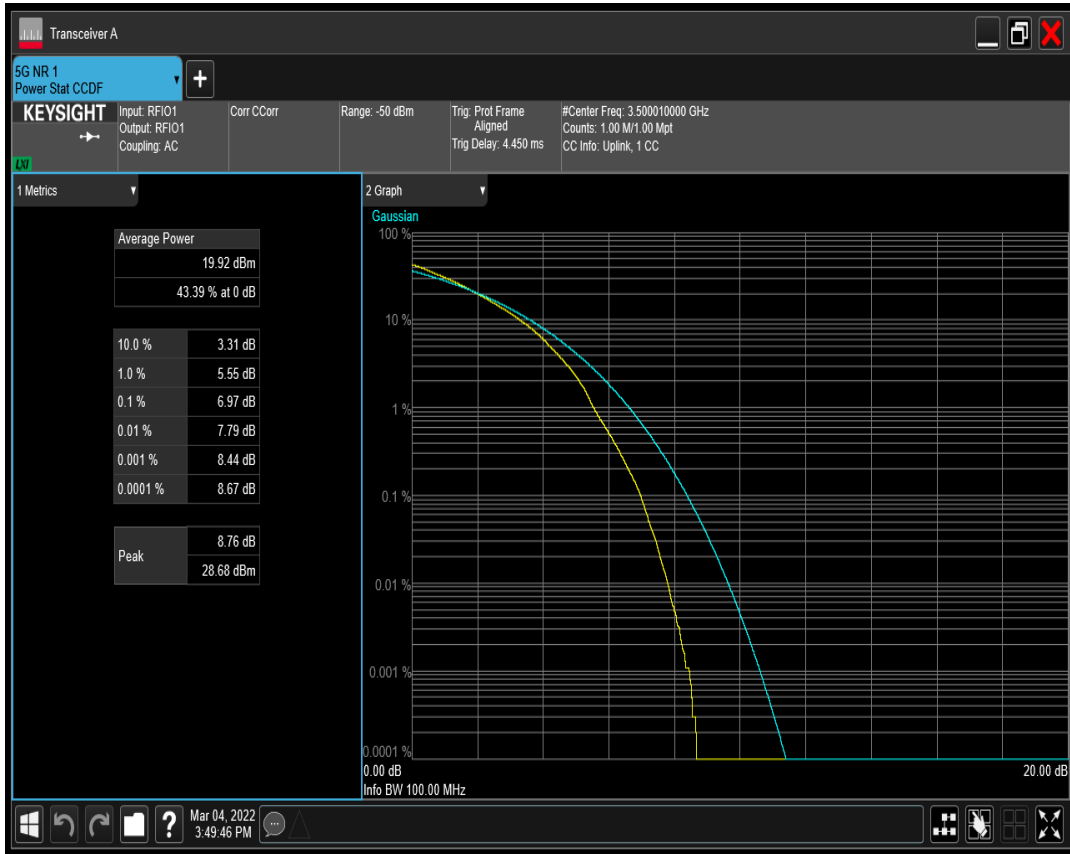 Transceiver A
5G NR 1
Power Stat CCDF
KEYSIGHT
LXI
Input: RFIO1
Output: RFIO1
Coupling: AC
Corr CCorr
Range: -50 dBm
Trig: Prot Frame
Aligned
Trig Delay: 4.450 ms
#Center Freq: 3.500010000 GHz
Counts: 1.00 M/1.00 Mpt
CC Info: Uplink, 1 CC
1 Metrics
Average Power
19.92 dBm
43.39 % at 0 dB
10.0 % 3.31 dB
1.0 % 5.55 dB
0.1 % 6.97 dB
0.01 % 7.79 dB
0.001 % 8.44 dB
0.0001 % 8.67 dB
Peak
8.76 dB
28.68 dBm
2 Graph
Gaussian
100 %
10 %
1 %
0.1 %
0.01 %
0.001 %
0.0001 %
0.00 dB 20.00 dB
Info BW 100.00 MHz
?
Mar 04, 2022
3:49:46 PM